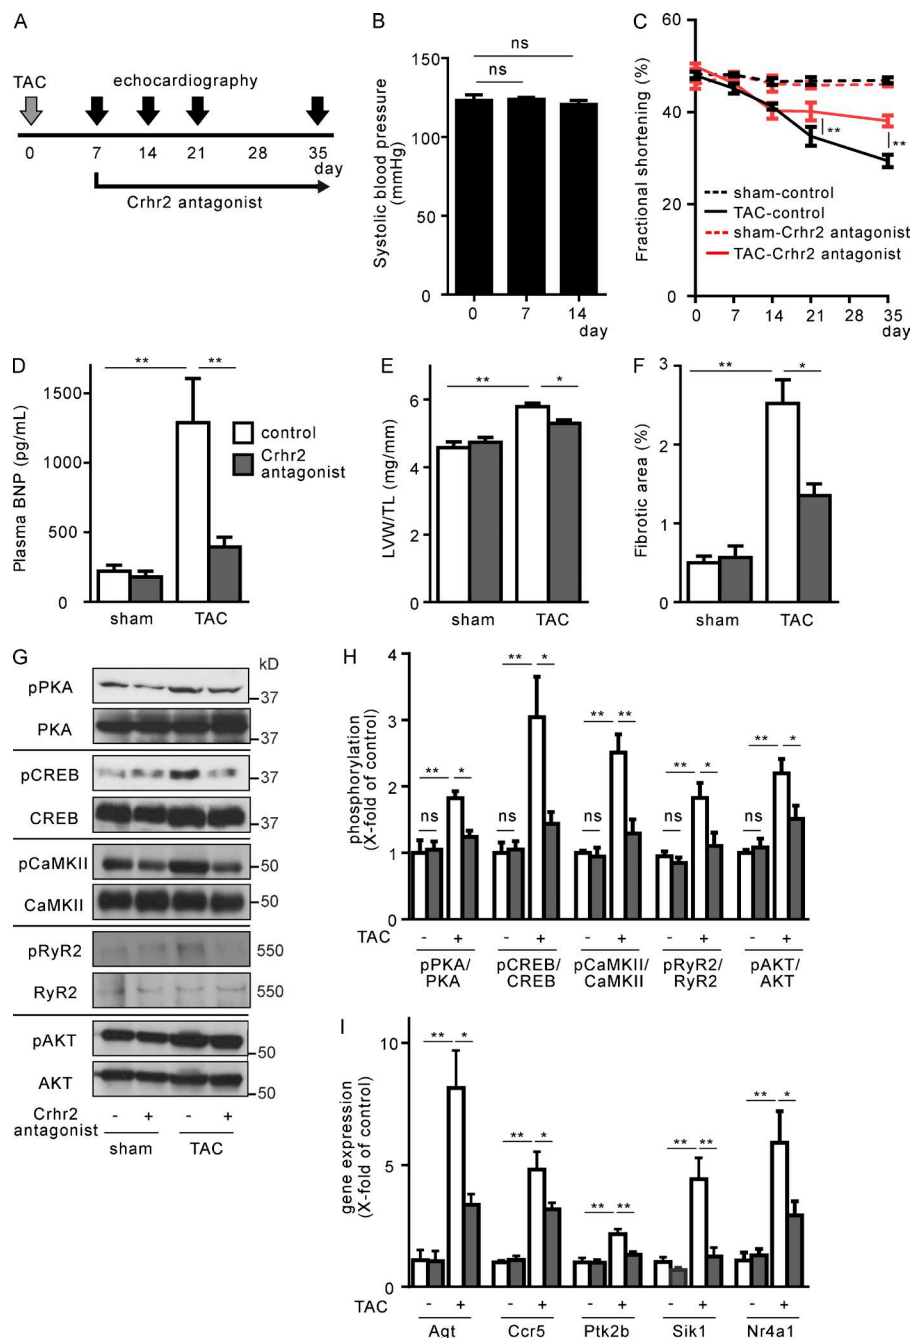 A
TAC
echocardiography
0 7 14 21 28 35
day
Crhr2 antagonist
B
Systolic blood pressure
(mmHg)
150
100
50
0
ns
ns
0 7 14
day
C
Fractional shortening (%)
60
40
20
0
**
**
sham-control
TAC-control
sham-Crhr2 antagonist
TAC-Crhr2 antagonist
0 7 14 21 28 35
day
D
Plasma BNP (pg/mL)
1500
1000
500
0
** **
control
Crhr2
antagonist
sham TAC
E
LVW/TL (mg/mm)
6
4
2
0
** *
sham TAC
F
Fibrotic area (%)
3
2
1
0
** *
sham TAC
G
kD
pPKA
37
PKA
37
pCREB
37
CREB
37
pCaMKII
50
CaMKII
50
pRyR2
550
RyR2
550
pAKT
50
AKT
50
Crhr2
antagonist
- + - +
sham TAC
H
phosphorylation
(X-fold of control)
4
3
2
1
0
** * ** * ** ** ** * ** *
ns ns ns ns ns
TAC - + - + - + - + - +
pPKA/ pCREB/ pCaMKII/ pRyR2/ pAKT/
PKA CREB CaMKII RyR2 AKT
I
gene expression
(X-fold of control)
10
5
0
** * ** * ** ** ** ** ** *
TAC - + - + - + - + - +
Agt Ccr5 Ptk2b Sik1 Nr4a1